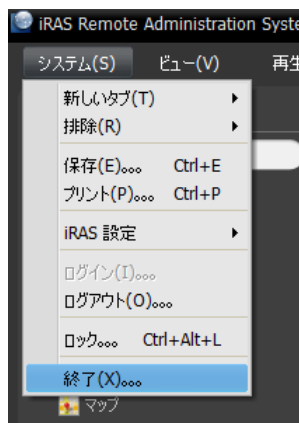 iRAS Remote Administration Syste
システム(S) ビュー(V) 再生
新しいタブ(T)
排除(R)
保存(E)。。。 Ctrl+E
プリント(P)。。。 Ctrl+P
iRAS 設定
ログイン(I)。。。
ログアウト(O)。。。
ロック。。。 Ctrl+Alt+L
終了(X)。。。
マップ